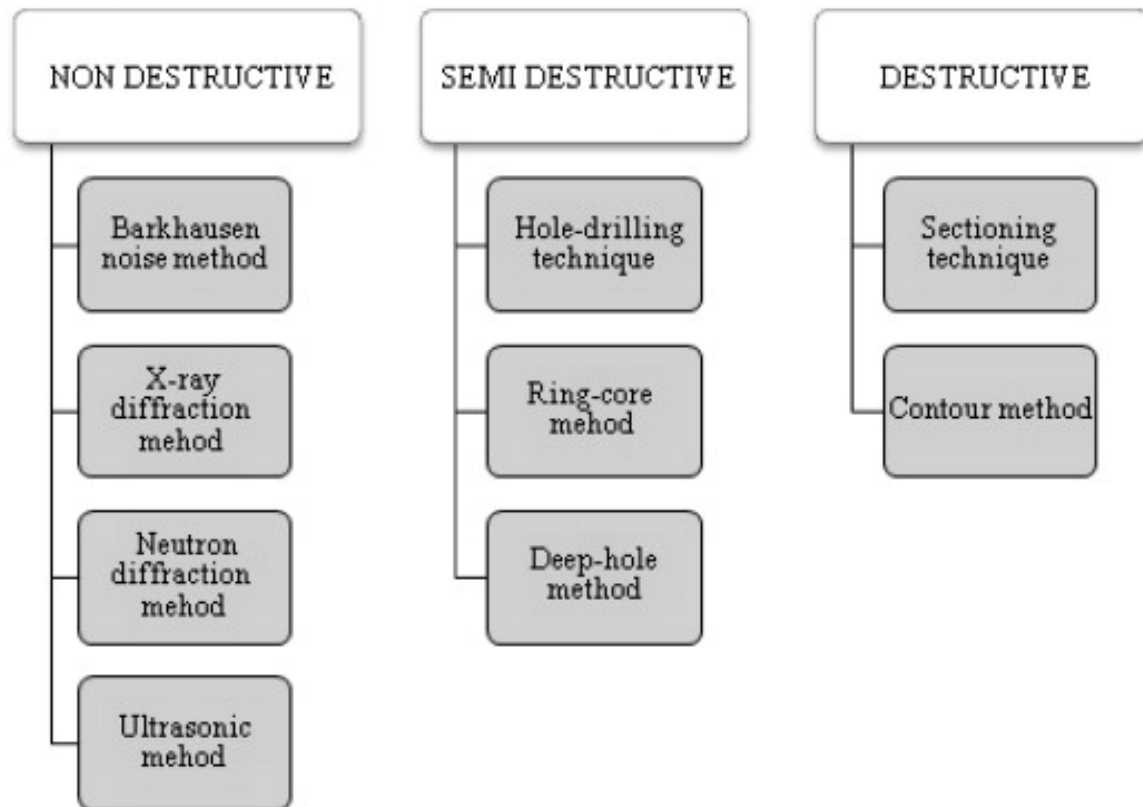 NON DESTRUCTIVE
Barkhausen
noise method
X-ray
diffraction
mehod
Neutron
diffraction
mehod
Ultrasonic
mehod
SEMI DESTRUCTIVE
Hole-drilling
technique
Ring-core
mehod
Deep-hole
method
DESTRUCTIVE
Sectioning
technique
Contour method